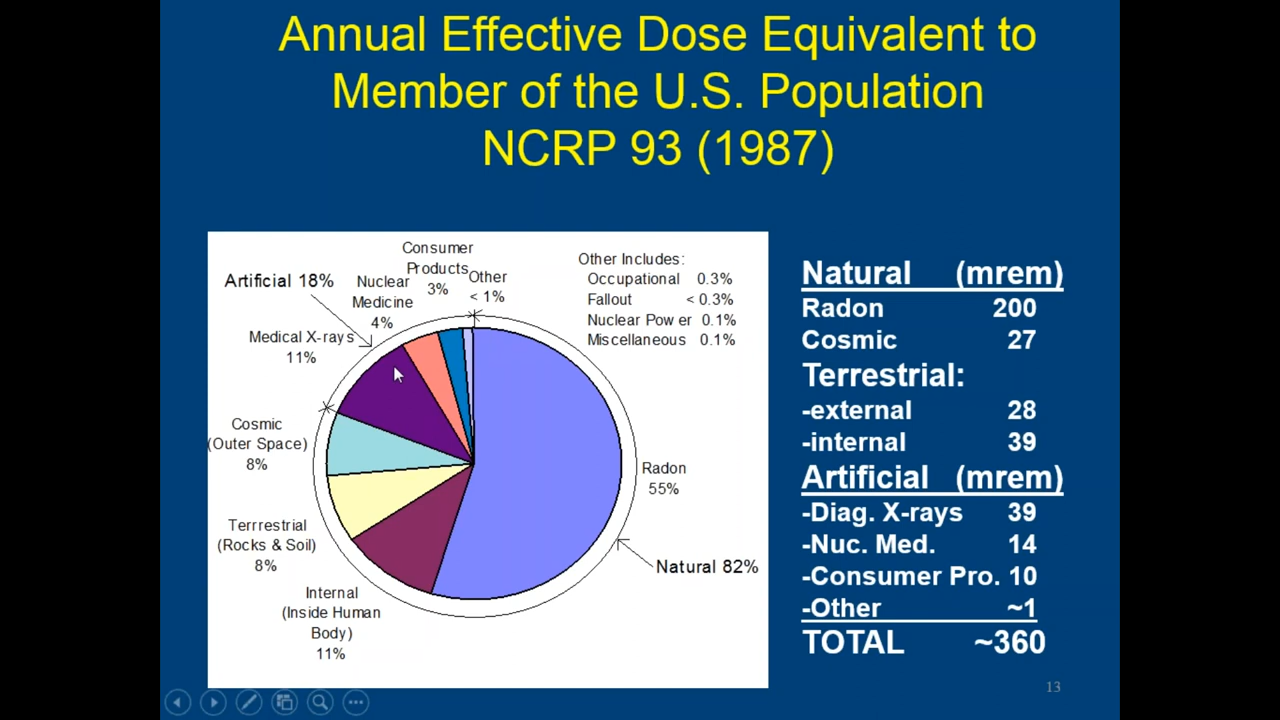 Annual Effective Dose Equivalent to
Member of the U.S. Population
NCRP 93 (1987)
Consumer
Products
3%
Other
< 1%
Nuclear
Medicine
4%
Artificial 18%
Medical X-rays
11%
Cosmic
(Outer Space)
8%
Terrrestrial
(Rocks & Soil)
8%
Internal
(Inside Human
Body)
11%
Radon
55%
Natural 82%
Other Includes:
Occupational 0.3%
Fallout < 0.3%
Nuclear Power 0.1%
Miscellaneous 0.1%
Natural (mrem)
Radon 200
Cosmic 27
Terrestrial:
-external 28
-internal 39
Artificial (mrem)
-Diag. X-rays 39
-Nuc. Med. 14
-Consumer Pro. 10
-Other ~1
TOTAL ~360
13